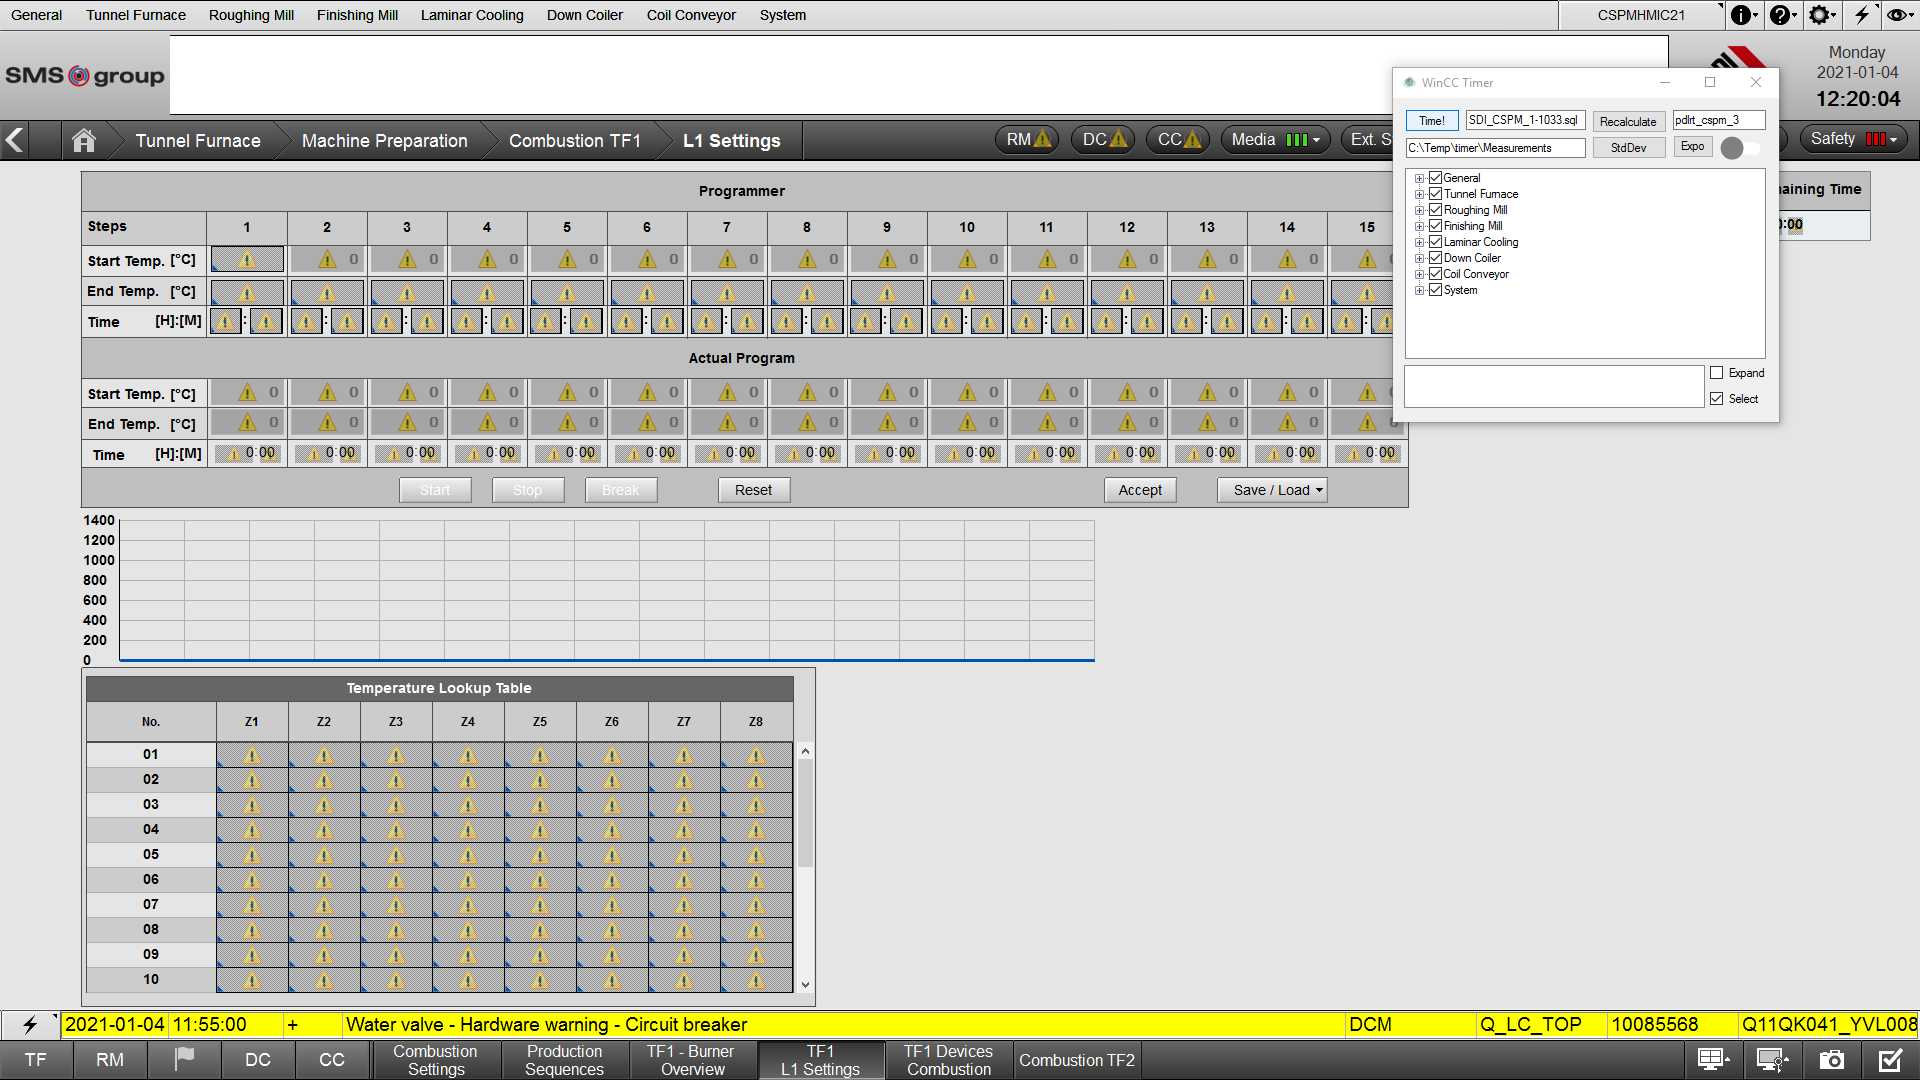 General Tunnel Furnace Roughing Mill Finishing Mill Laminar Cooling Down Coiler Coil Conveyor System CSPMHMIC21
SMS group
Monday
2021-01-04
12:20:04
WinCC Timer
Time! SDI_CSPM_1-1033.sql Recalculate pdlrt_cspm_3
C:\Temp\timer\Measurements StdDev Expo
General
Tunnel Furnace
Roughing Mill
Finishing Mill
Laminar Cooling
Down Coiler
Coil Conveyor
System
Expand
Select
Tunnel Furnace Machine Preparation Combustion TF1 L1 Settings RM DC CC Media Ext. S Safety
Programmer
aining Time
:00
Steps 1 2 3 4 5 6 7 8 9 10 11 12 13 14 15
Start Temp. [°C] 0 0 0 0 0 0 0 0 0 0 0 0 0 0
End Temp. [°C]
Time [H]:[M] : : : : : : : : : : : : : : :
Actual Program
Start Temp. [°C] 0 0 0 0 0 0 0 0 0 0 0 0 0 0 0
End Temp. [°C] 0 0 0 0 0 0 0 0 0 0 0 0 0 0 0
Time [H]:[M] 0:00 0:00 0:00 0:00 0:00 0:00 0:00 0:00 0:00 0:00 0:00 0:00 0:00 0:00 0:00
Start Stop Break Reset Accept Save / Load
1400
1200
1000
800
600
400
200
0
Temperature Lookup Table
No. Z1 Z2 Z3 Z4 Z5 Z6 Z7 Z8
01
02
03
04
05
06
07
08
09
10
2021-01-04 11:55:00 + Water valve - Hardware warning - Circuit breaker DCM Q_LC_TOP 10085568 Q11QK041_YVL008
TF RM DC CC Combustion Settings Production Sequences TF1 - Burner Overview TF1 L1 Settings TF1 Devices Combustion Combustion TF2